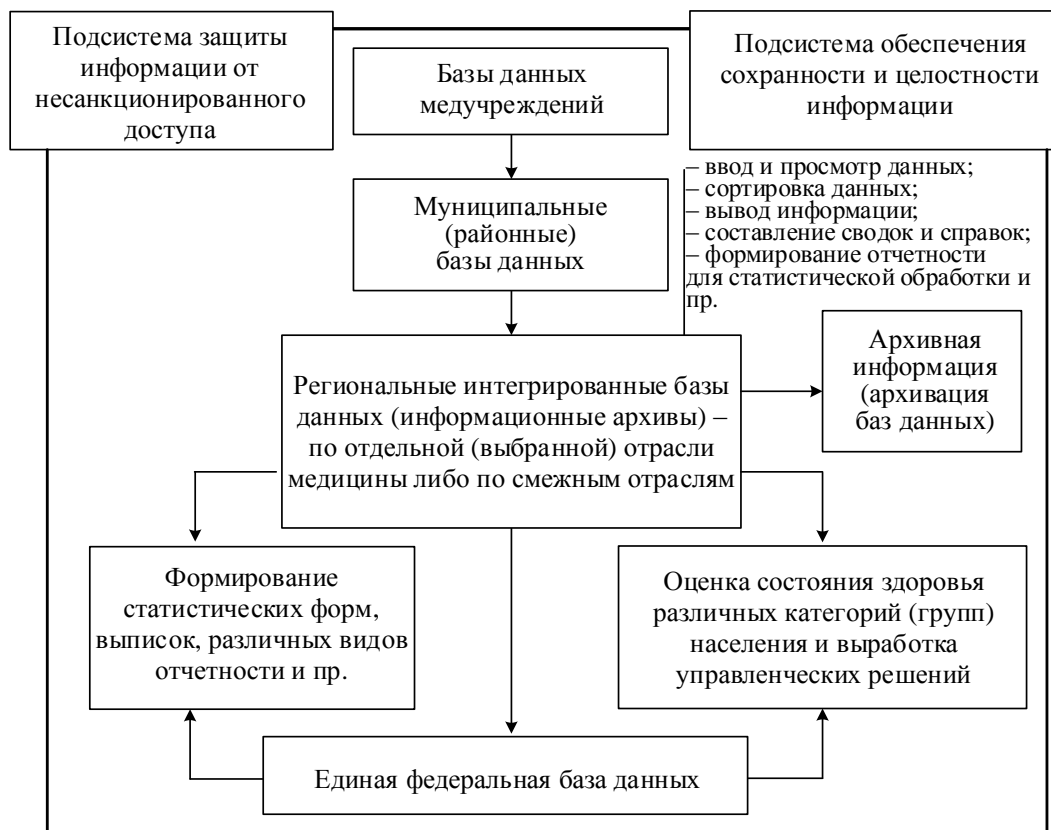 Подсистема защиты
информации от
несанкционированного
доступа
Базы данных
медучреждений
Подсистема обеспечения
сохранности и целостности
информации
Муниципальные
(районные)
базы данных
– ввод и просмотр данных;
– сортировка данных;
– вывод информации;
– составление сводок и справок;
– формирование отчетности
для статистической обработки и
пр.
Региональные интегрированные базы
данных (информационные архивы) –
по отдельной (выбранной) отрасли
медицины либо по смежным отраслям
Архивная
информация
(архивация
баз данных)
Формирование
статистических форм,
выписок, различных видов
отчетности и пр.
Оценка состояния здоровья
различных категорий (групп)
населения и выработка
управленческих решений
Единая федеральная база данных